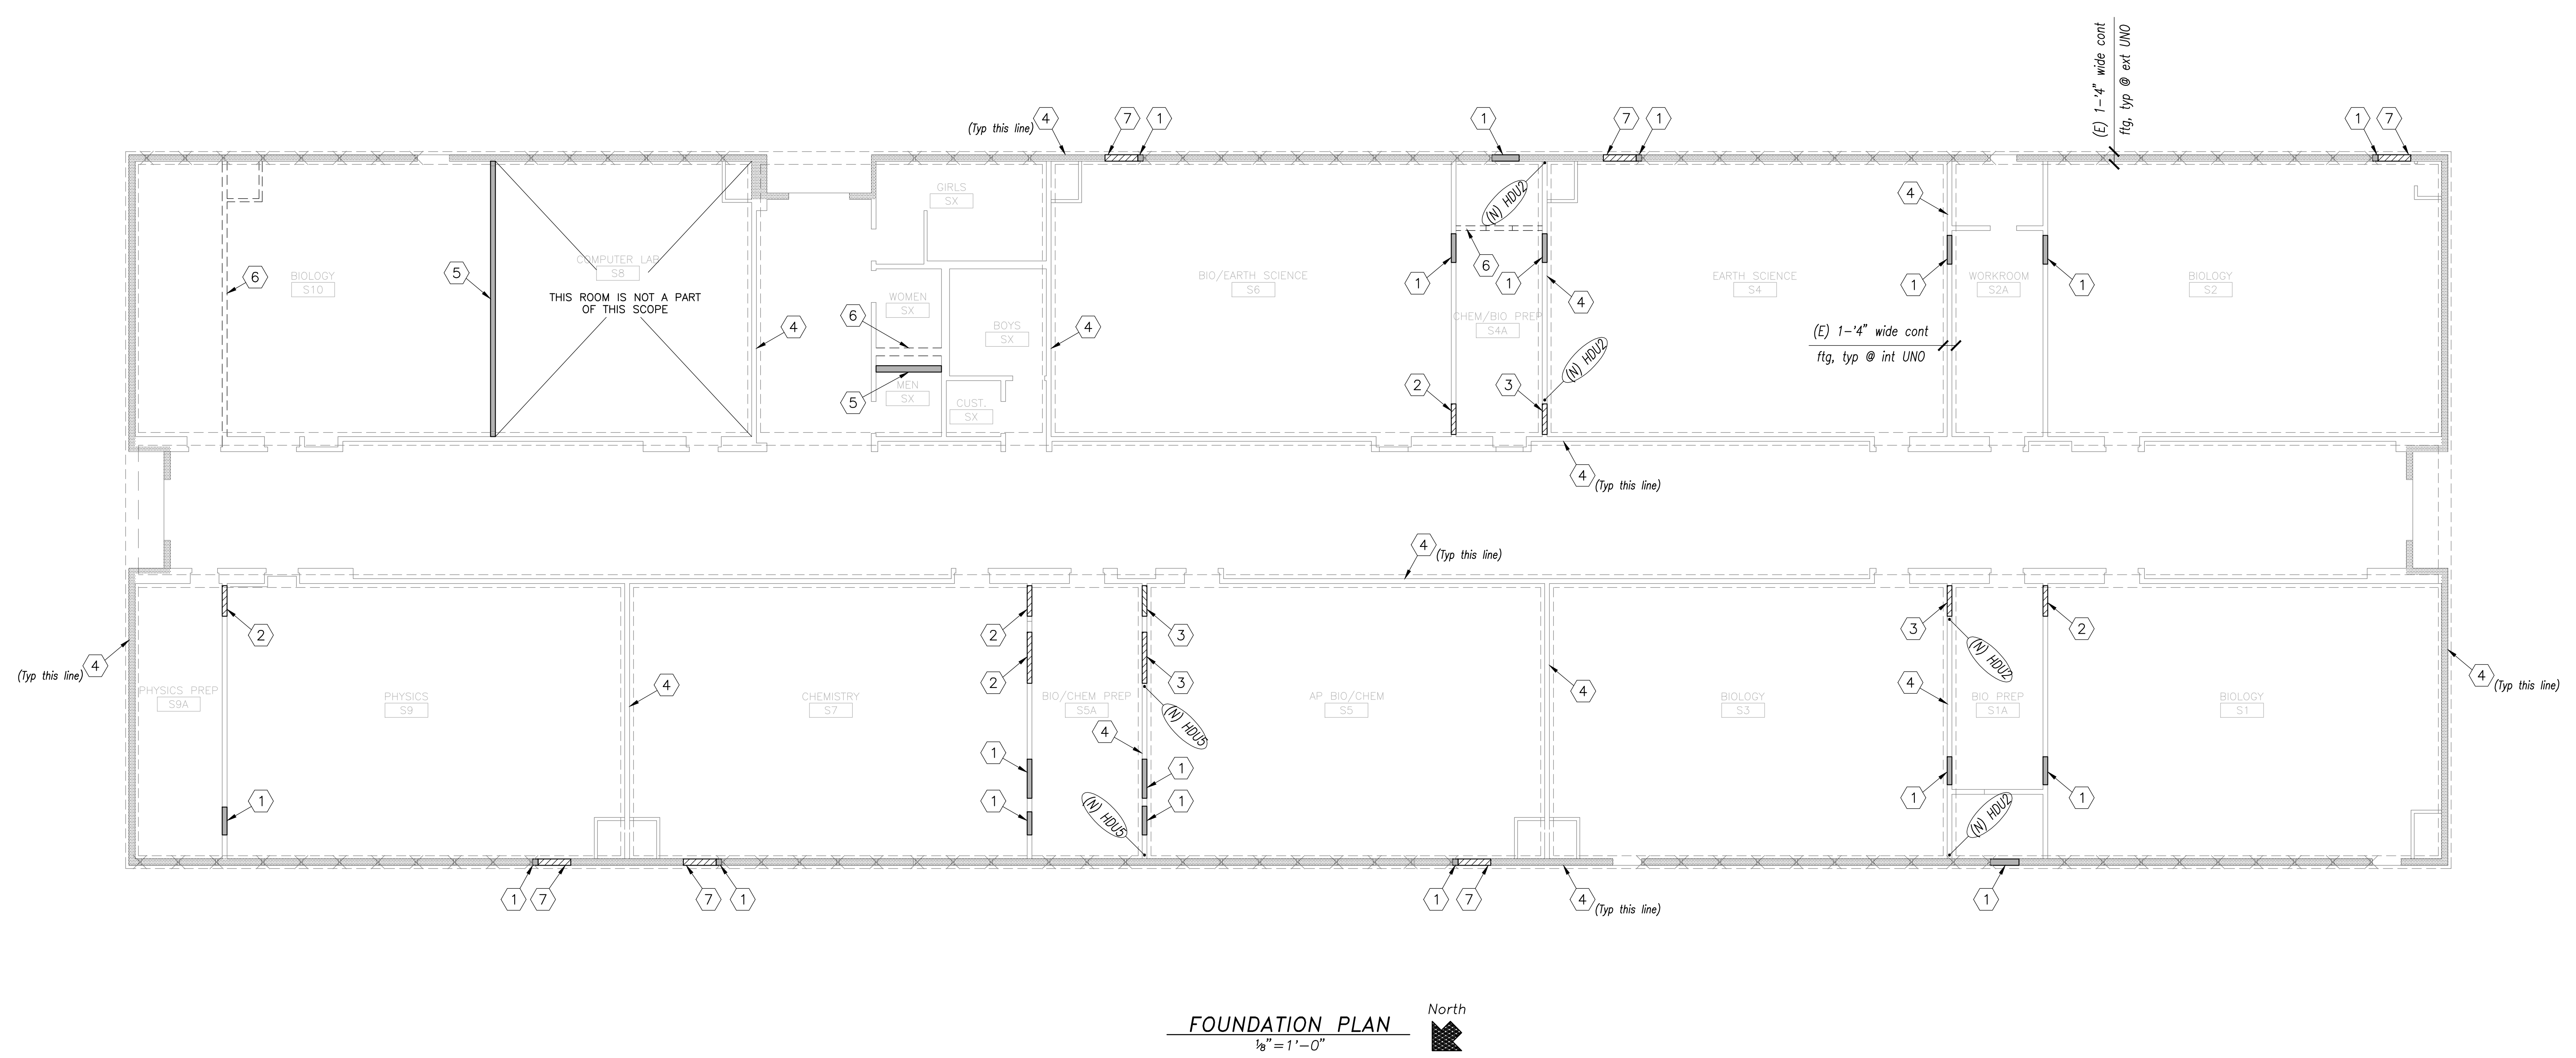 (E) 1-'4" wide cont
ftg, typ @ ext UNO
(Typ this line)
4
7
1
1
7
1
1
7
(N) HDU2
GIRLS
SX
4
COMPUTER LAB
S8
THIS ROOM IS NOT A PART
OF THIS SCOPE
BIOLOGY
S10
6
5
4
WOMEN
SX
6
BOYS
SX
4
5
MEN
SX
CUST.
SX
BIO/EARTH SCIENCE
S6
1
6
1
4
CHEM/BIO PREP
S4A
2
3
(N) HDU2
EARTH SCIENCE
S4
(E) 1-'4" wide cont
ftg, typ @ int UNO
1
WORKROOM
S2A
1
BIOLOGY
S2
4
(Typ this line)
4
(Typ this line)
2
2
3
3
2
4
(Typ this line)
PHYSICS PREP
S9A
PHYSICS
S9
4
CHEMISTRY
S7
2
BIO/CHEM PREP
S5A
3
(N) HDU5
4
AP BIO/CHEM
S5
4
BIOLOGY
S3
4
(N) HDU2
BIO PREP
S1A
BIOLOGY
S1
4
(Typ this line)
1
1
1
1
1
(N) HDU5
1
(N) HDU2
1
1
7
7
1
1
7
4
(Typ this line)
1
FOUNDATION PLAN
⅛"=1'-0"
North